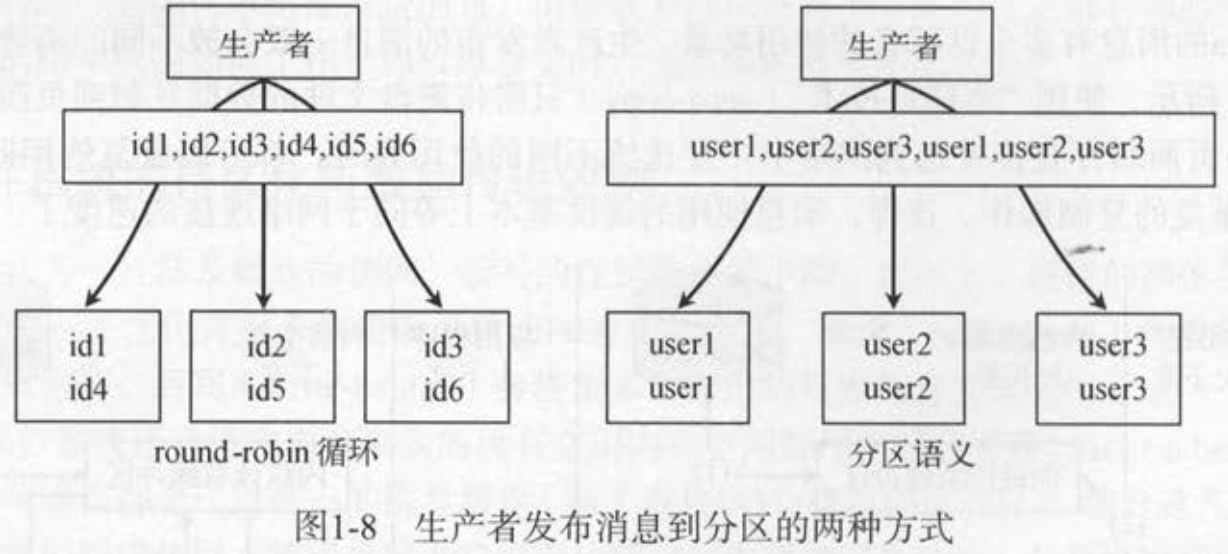 生产者
id1,id2,id3,id4,id5,id6
id1
id4
id2
id5
id3
id6
round-robin 循环
生产者
user1,user2,user3,user1,user2,user3
user1
user1
user2
user2
user3
user3
分区语义
图1-8 生产者发布消息到分区的两种方式